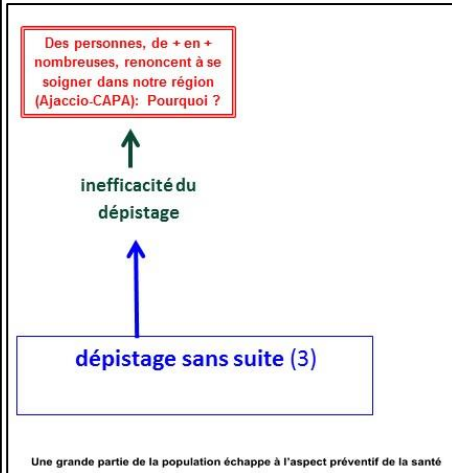 Des personnes, de + en +
nombreuses, renoncent à se
soigner dans notre région
(Ajaccio-CAPA): Pourquoi ?
inefficacité du
dépistage
dépistage sans suite (3)
Une grande partie de la population échappe à l'aspect préventif de la santé